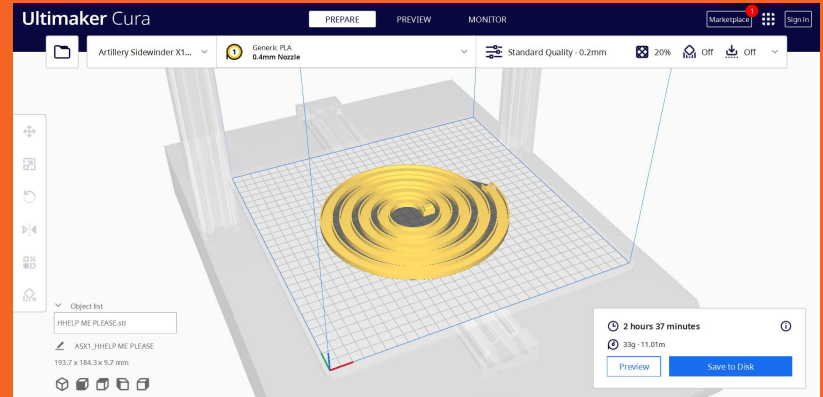 Ultimaker Cura
PREPARE
PREVIEW
MONITOR
Marketplace
1
Sign in
Artillery Sidewinder X1...
1
Generic PLA
0.4mm Nozzle
Standard Quality - 0.2mm
20%
Off
Off
Object list
HHELP ME PLEASE.stl
ASX1_HHELP ME PLEASE
193.7 x 184.3 x 9.7 mm
2 hours 37 minutes
33g · 11.01m
Preview
Save to Disk